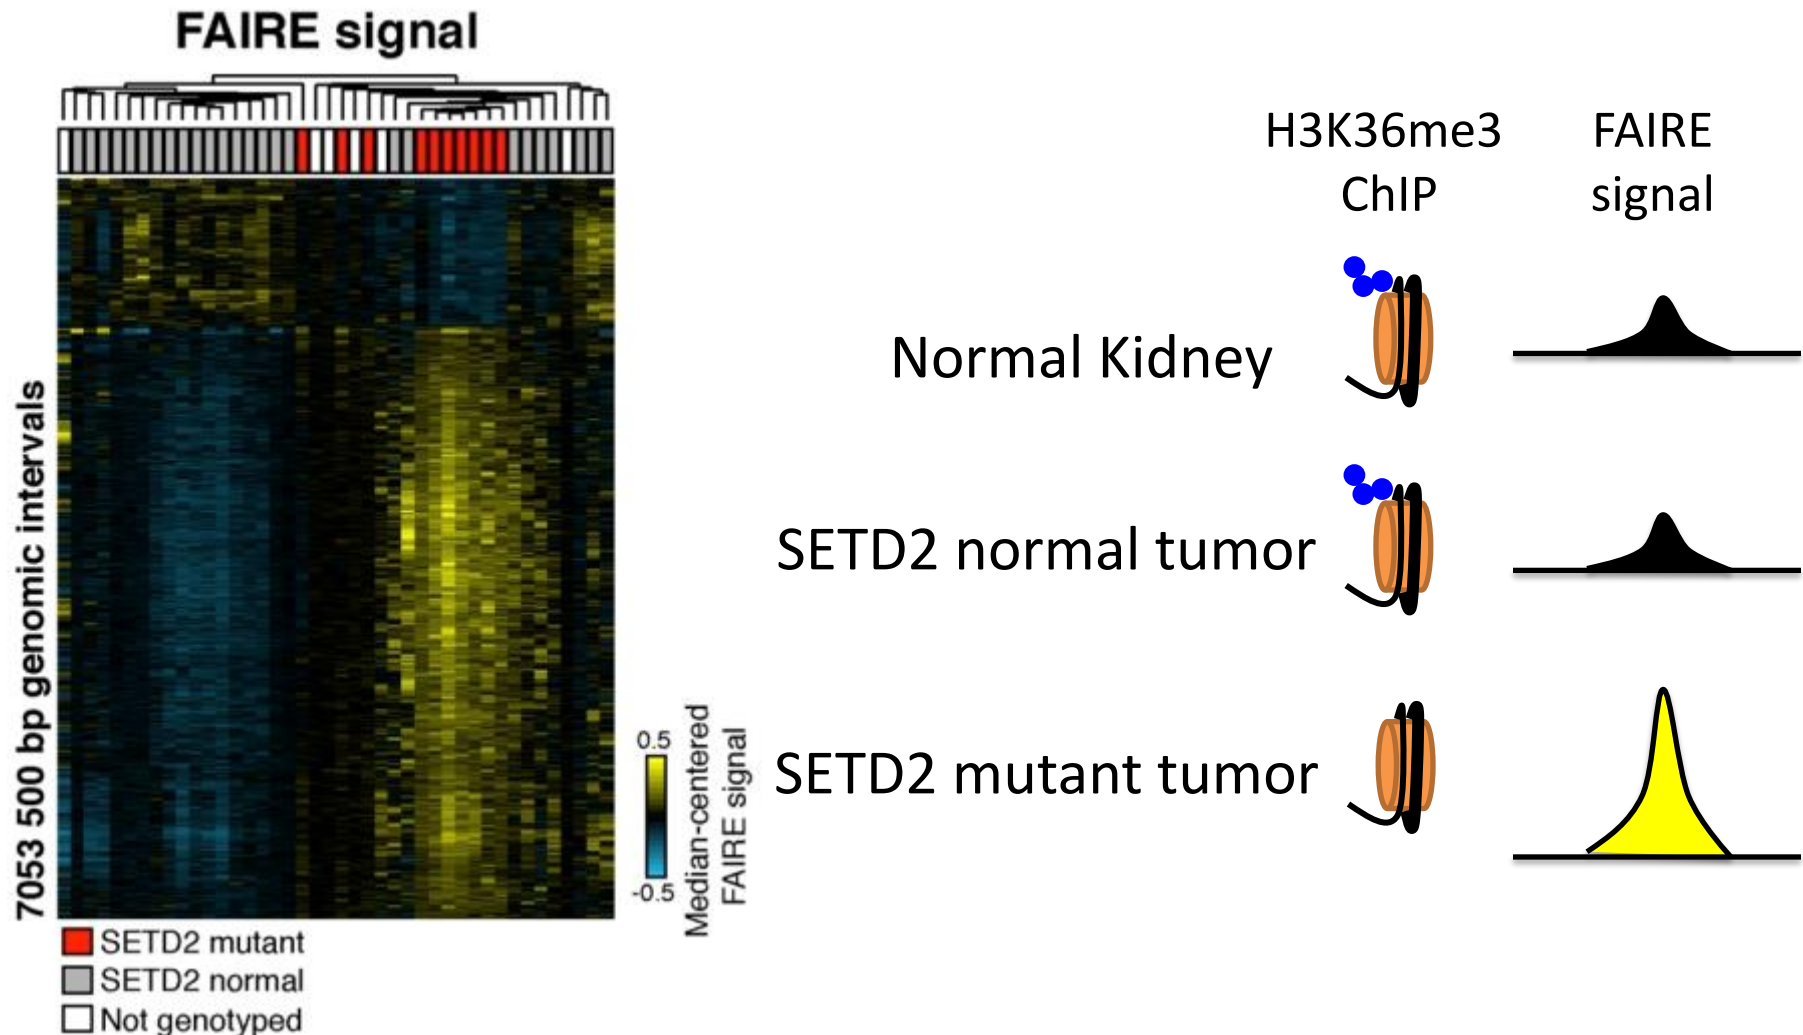 FAIRE signal
7053 500 bp genomic intervals
0.5
-0.5
Median-centered
FAIRE signal
SETD2 mutant
SETD2 normal
Not genotyped
H3K36me3
ChIP
FAIRE
signal
Normal Kidney
SETD2 normal tumor
SETD2 mutant tumor